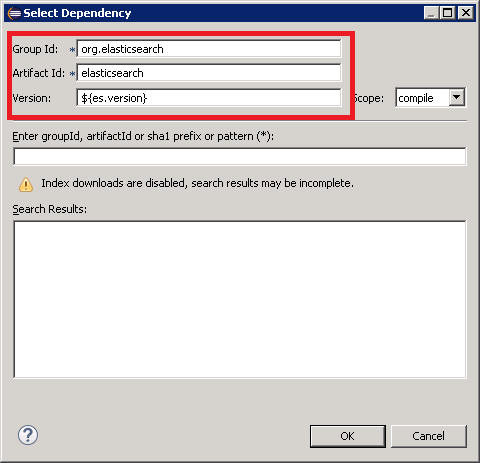 Select Dependency
Group Id: * org.elasticsearch
Artifact Id: * elasticsearch
Version: ${es.version} Scope: compile
Enter groupId, artifactId or sha1 prefix or pattern (*):
Index downloads are disabled, search results may be incomplete.
Search Results:
?
OK Cancel